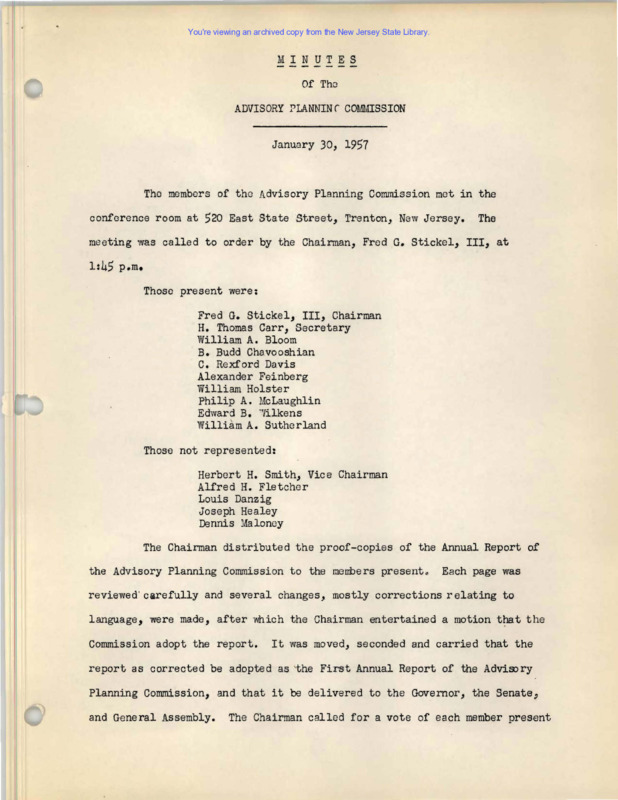 You're viewing an archived copy from the New Jersey State Library.
MINUTES
Of The
ADVISORY PLANNING COMMISSION
January 30, 1957
The members of the Advisory Planning Commission met in the
conference room at 520 East State Street, Trenton, New Jersey. The
meeting was called to order by the Chairman, Fred G. Stickel, III, at
1:45 p.m.
Those present were:
Fred G. Stickel, III, Chairman
H. Thomas Carr, Secretary
William A. Bloom
B. Budd Chavooshian
C. Rexford Davis
Alexander Feinberg
William Holster
Philip A. McLaughlin
Edward B. Wilkens
William A. Sutherland
Those not represented:
Herbert H. Smith, Vice Chairman
Alfred H. Fletcher
Louis Danzig
Joseph Healey
Dennis Maloney
The Chairman distributed the proof-copies of the Annual Report of
the Advisory Planning Commission to the members present. Each page was
reviewed carefully and several changes, mostly corrections relating to
language, were made, after which the Chairman entertained a motion that the
Commission adopt the report. It was moved, seconded and carried that the
report as corrected be adopted as the First Annual Report of the Advisory
Planning Commission, and that it be delivered to the Governor, the Senate,
and General Assembly. The Chairman called for a vote of each member present